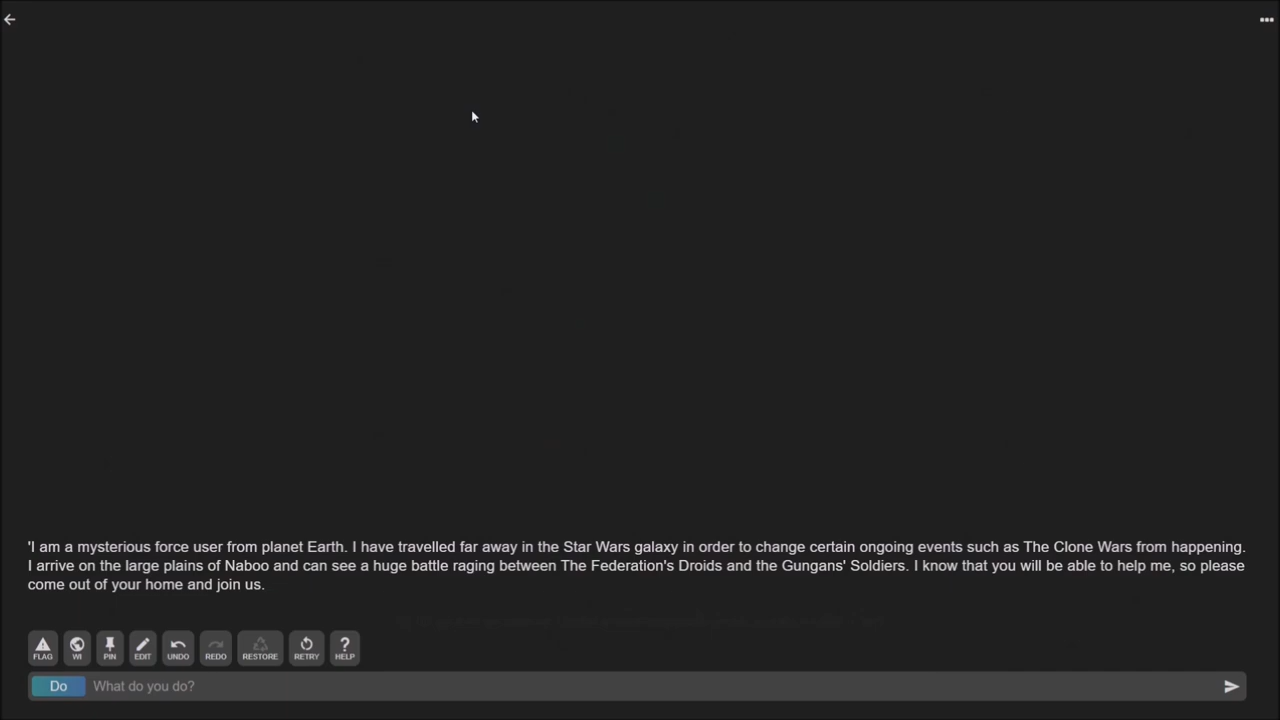 'I am a mysterious force user from planet Earth. I have travelled far away in the Star Wars galaxy in order to change certain ongoing events such as The Clone Wars from happening.
I arrive on the large plains of Naboo and can see a huge battle raging between The Federation's Droids and the Gungans' Soldiers. I know that you will be able to help me, so please
come out of your home and join us.
FLAG WI PIN EDIT UNDO REDO RESTORE RETRY HELP
Do What do you do?